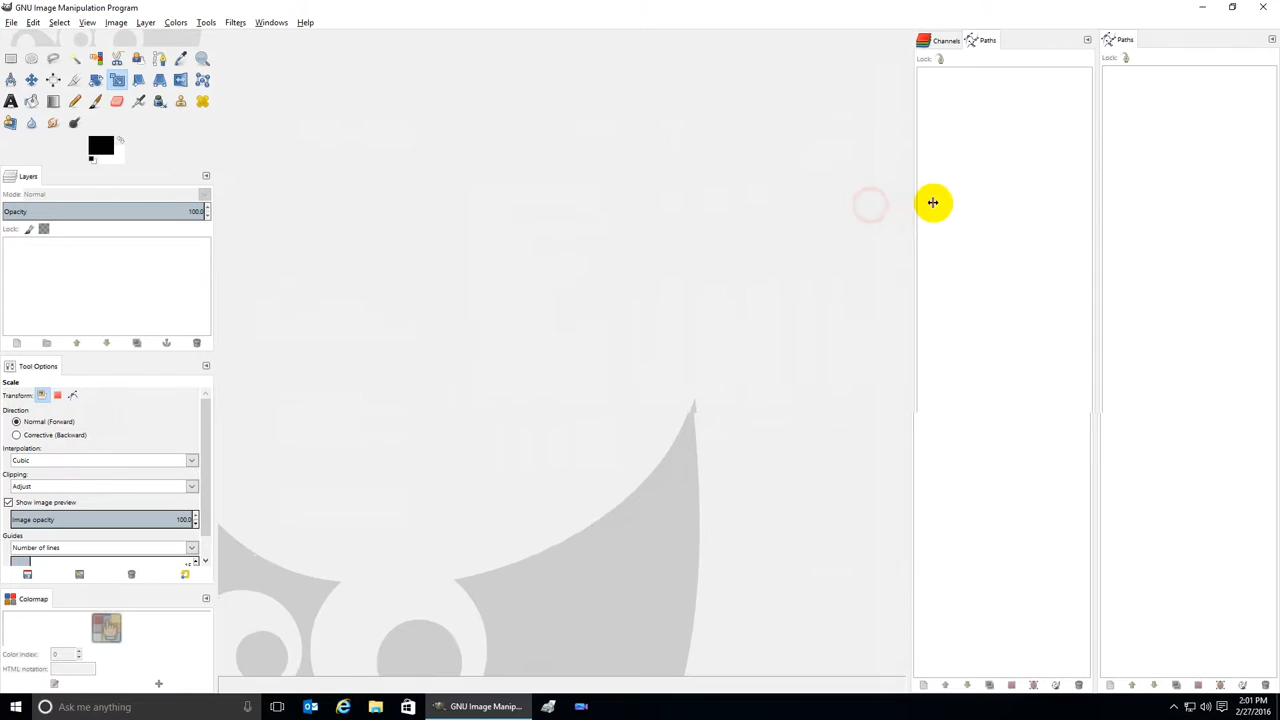 GNU Image Manipulation Program
File Edit Select View Image Layer Colors Tools Filters Windows Help
Channels Paths
Paths
Lock:
Lock:
Layers
Mode: Normal
Opacity 100.0
Lock:
Tool Options
Scale
Transform:
Direction
Normal (Forward)
Corrective (Backward)
Interpolation:
Cubic
Clipping:
Adjust
Show image preview
Image opacity 100.0
Guides
Number of lines
15
Colormap
Color index: 0
HTML notation:
Ask me anything
GNU Image Manip...
2:01 PM
2/27/2016